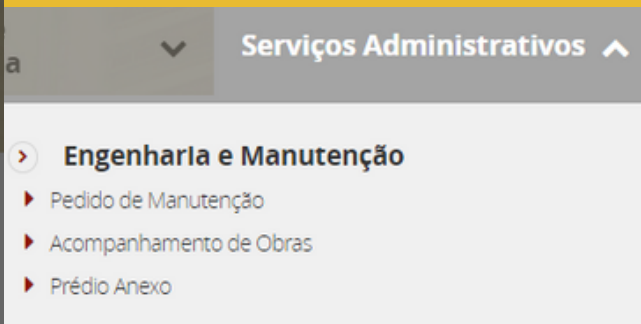 a
Serviços Administrativos
Engenharia e Manutenção
Pedido de Manutenção
Acompanhamento de Obras
Prédio Anexo